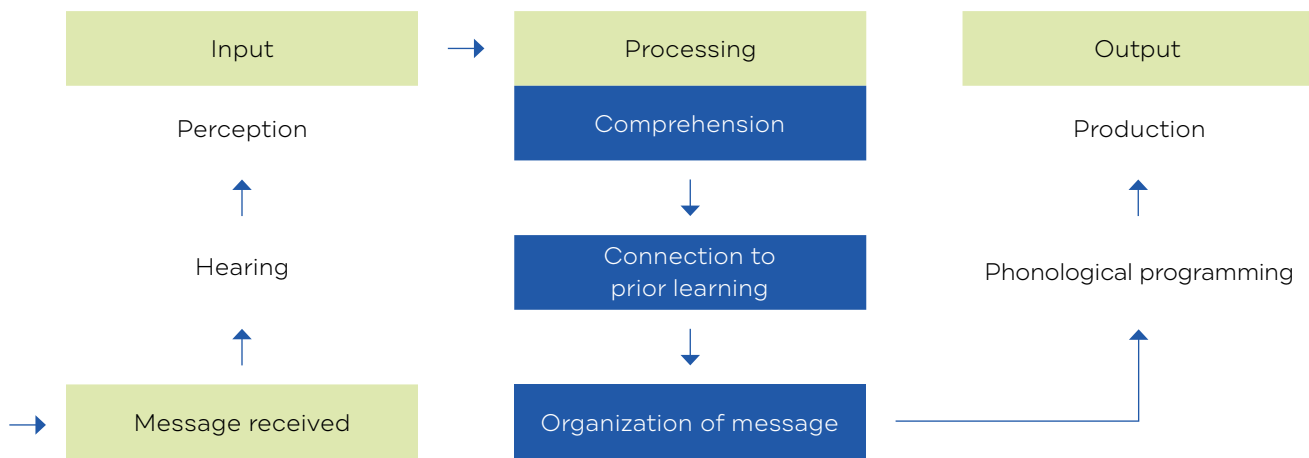 Input
Perception
Hearing
Message received
Processing
Comprehension
Connection to
prior learning
Organization of message
Output
Production
Phonological programming